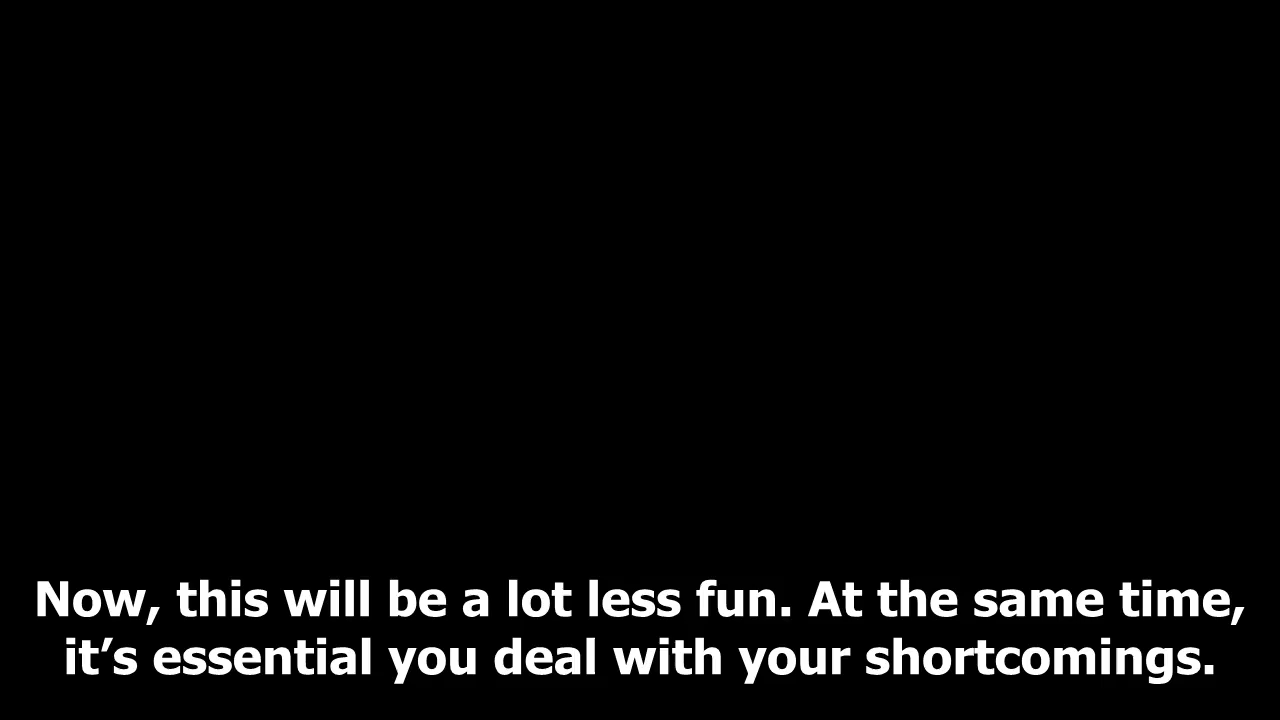 Now, this will be a lot less fun. At the same time,
it’s essential you deal with your shortcomings.